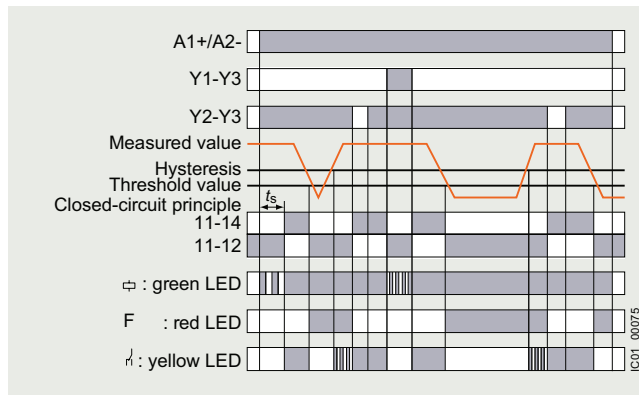 A1+/A2-
Y1-Y3
Y2-Y3
Measured value
Hysteresis
Threshold value
Closed-circuit principle
ts
11-14
11-12
: green LED
F : red LED
: yellow LED
IC01_00075